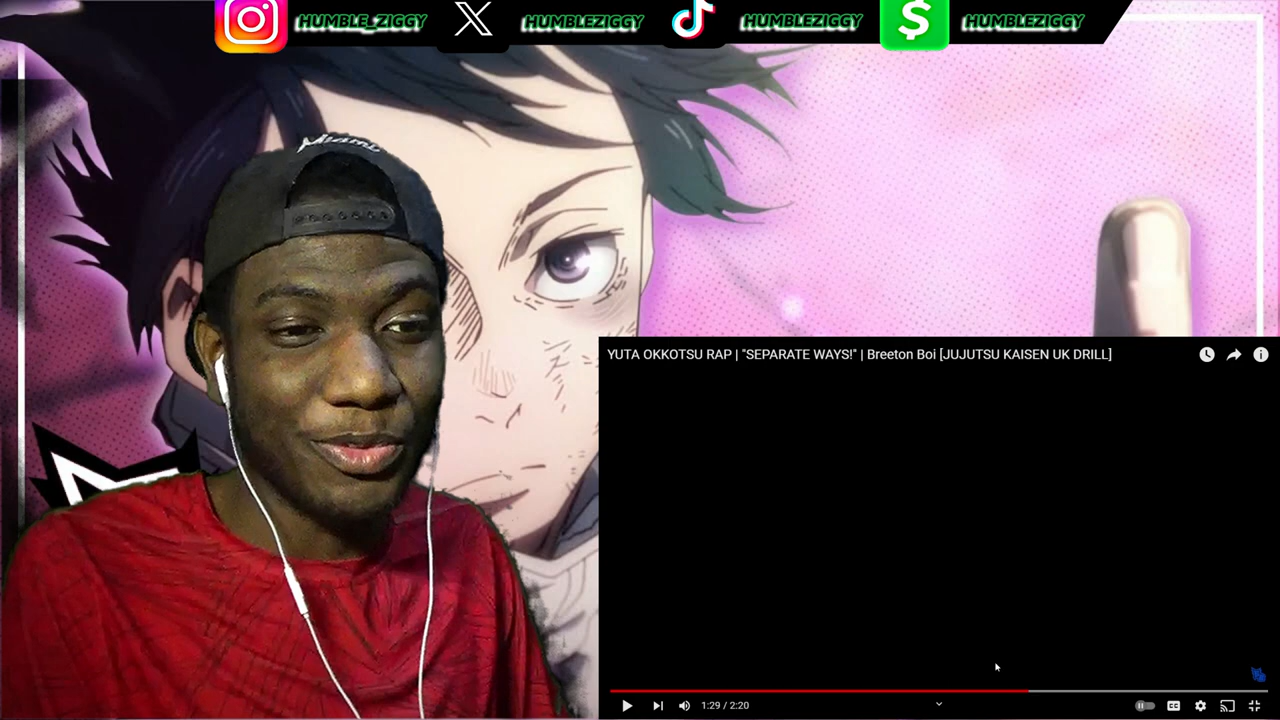 HUMBLE_ZIGGY
HUMBLEZIGGY
HUMBLEZIGGY
HUMBLEZIGGY
Miami
YUTA OKKOTSU RAP | "SEPARATE WAYS!" | Breeton Boi [JUJUTSU KAISEN UK DRILL]
1:29 / 2:20